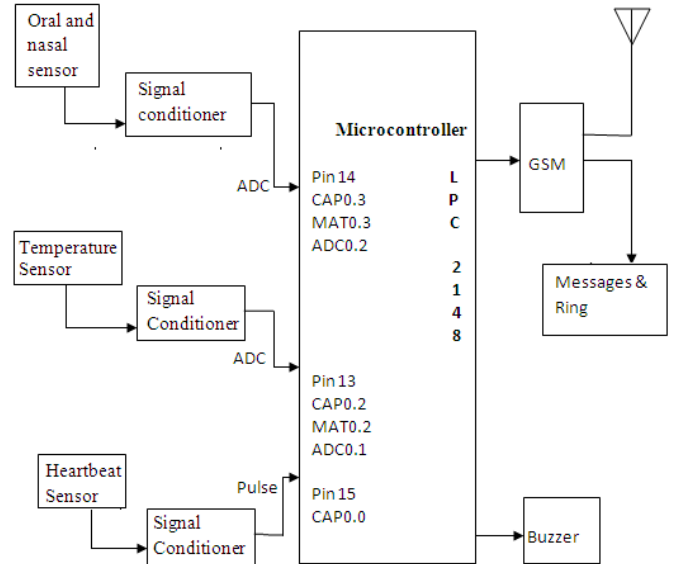 Oral and
nasal
sensor
Signal
conditioner
ADC
Microcontroller
Pin 14
CAP0.3
MAT0.3
ADC0.2
L
P
C
2
1
4
8
GSM
Messages &
Ring
Temperature
Sensor
Signal
Conditioner
ADC
Pin 13
CAP0.2
MAT0.2
ADC0.1
Heartbeat
Sensor
Signal
Conditioner
Pulse
Pin 15
CAP0.0
Buzzer